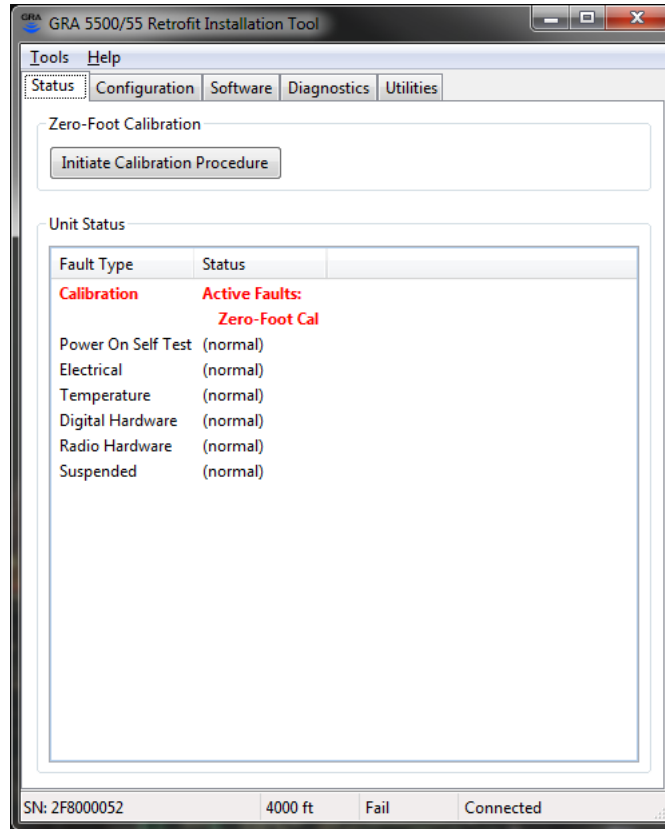 GRA GRA 5500/55 Retrofit Installation Tool
Tools Help
Status Configuration Software Diagnostics Utilities
Zero-Foot Calibration
Initiate Calibration Procedure
Unit Status
Fault Type Status
Calibration Active Faults:
Zero-Foot Cal
Power On Self Test (normal)
Electrical (normal)
Temperature (normal)
Digital Hardware (normal)
Radio Hardware (normal)
Suspended (normal)
SN: 2F8000052 4000 ft Fail Connected